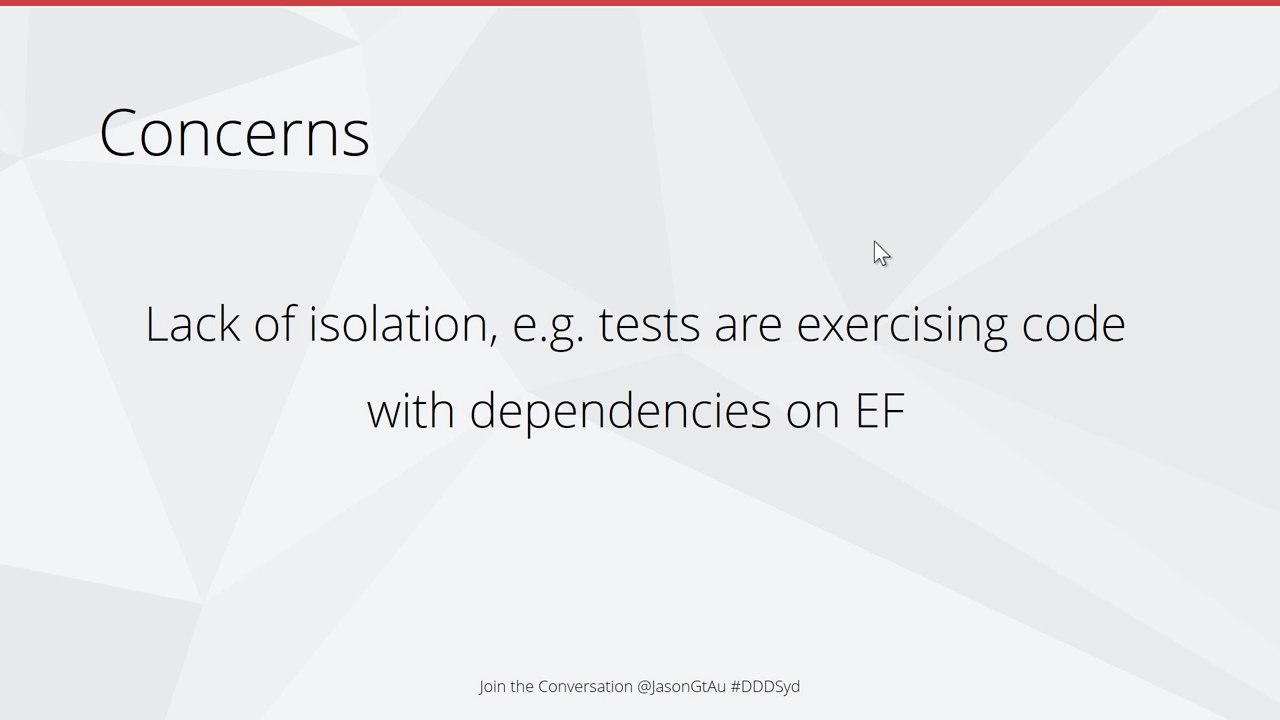 Concerns
Lack of isolation, e.g. tests are exercising code
with dependencies on EF
Join the Conversation @JasonGtAu #DDDSyd